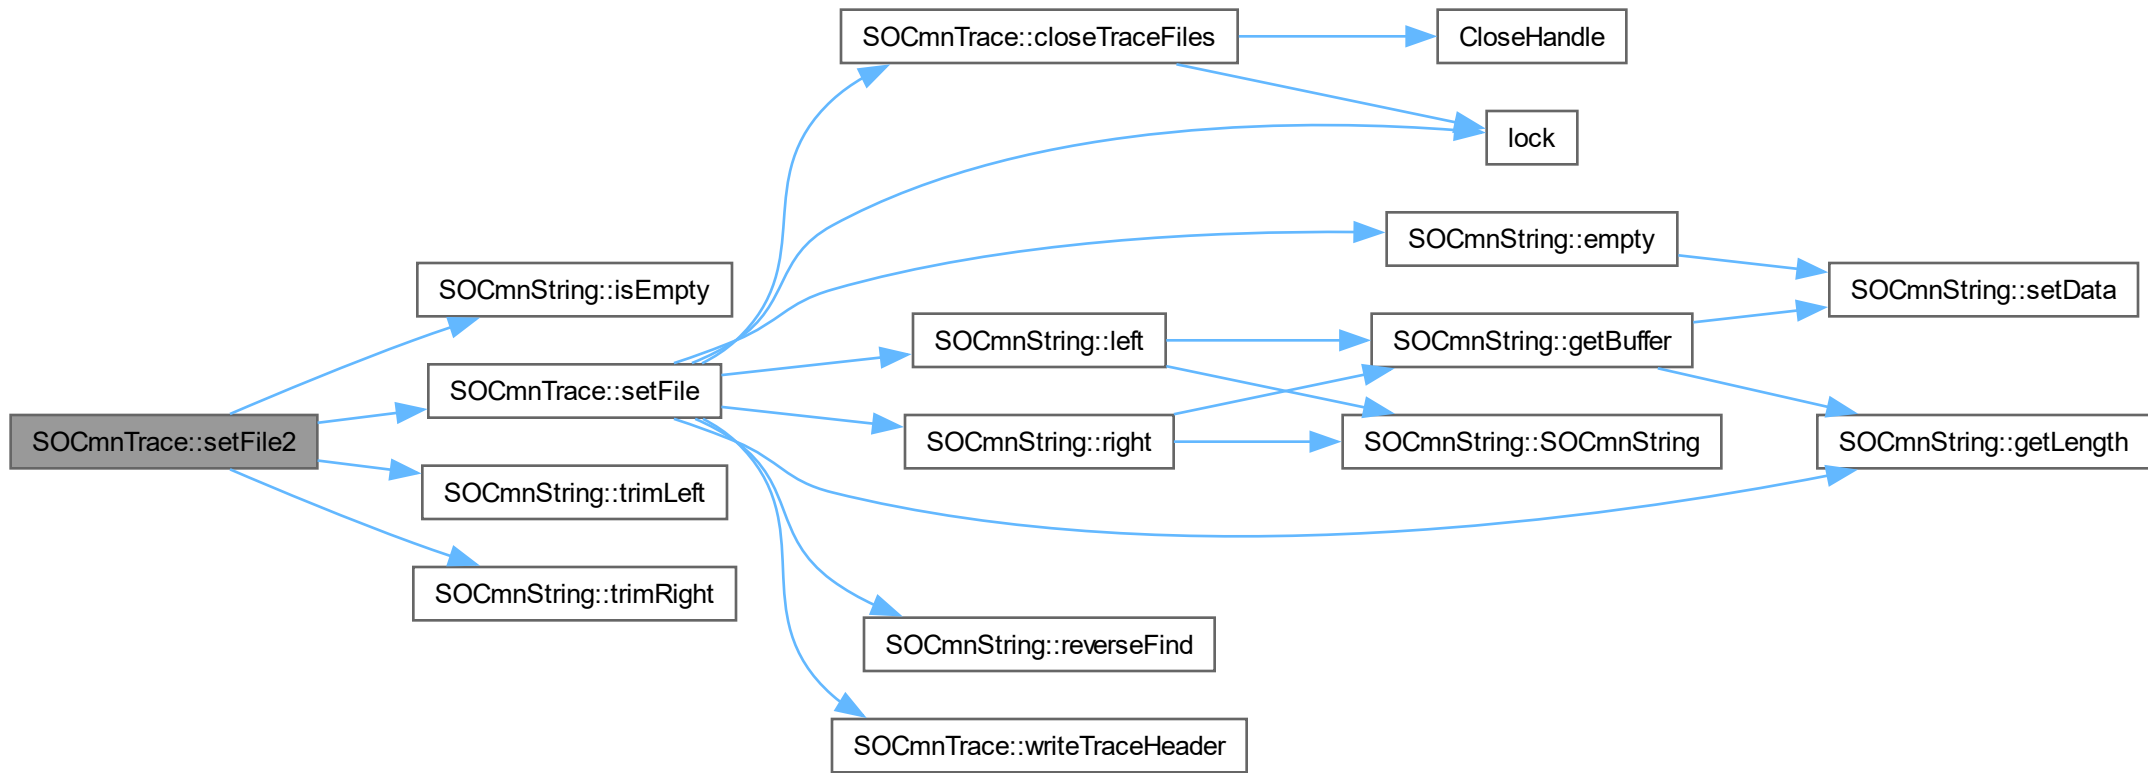 SOCmnTrace::closeTraceFiles
CloseHandle
lock
SOCmnString::empty
SOCmnString::isEmpty
SOCmnString::setData
SOCmnString::left
SOCmnString::getBuffer
SOCmnTrace::setFile
SOCmnTrace::setFile2
SOCmnString::right
SOCmnString::SOCmnString
SOCmnString::getLength
SOCmnString::trimLeft
SOCmnString::trimRight
SOCmnString::reverseFind
SOCmnTrace::writeTraceHeader